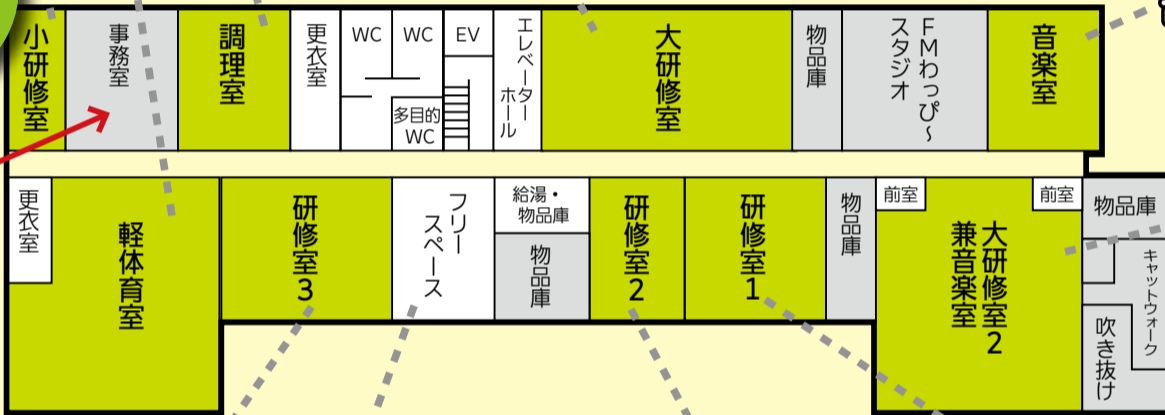 小研修室
事務室
調理室
更衣室
WC
WC
多目的
WC
EV
エレベーター
ホール
大研修室
物品庫
FMわっぴ~
スタジオ
音楽室
更衣室
軽体育室
研修室3
フリー
スペース
給湯・
物品庫
物品庫
研修室2
研修室1
物品庫
前室
大研修室2
兼音楽室
前室
物品庫
キャットウォーク
吹き抜け